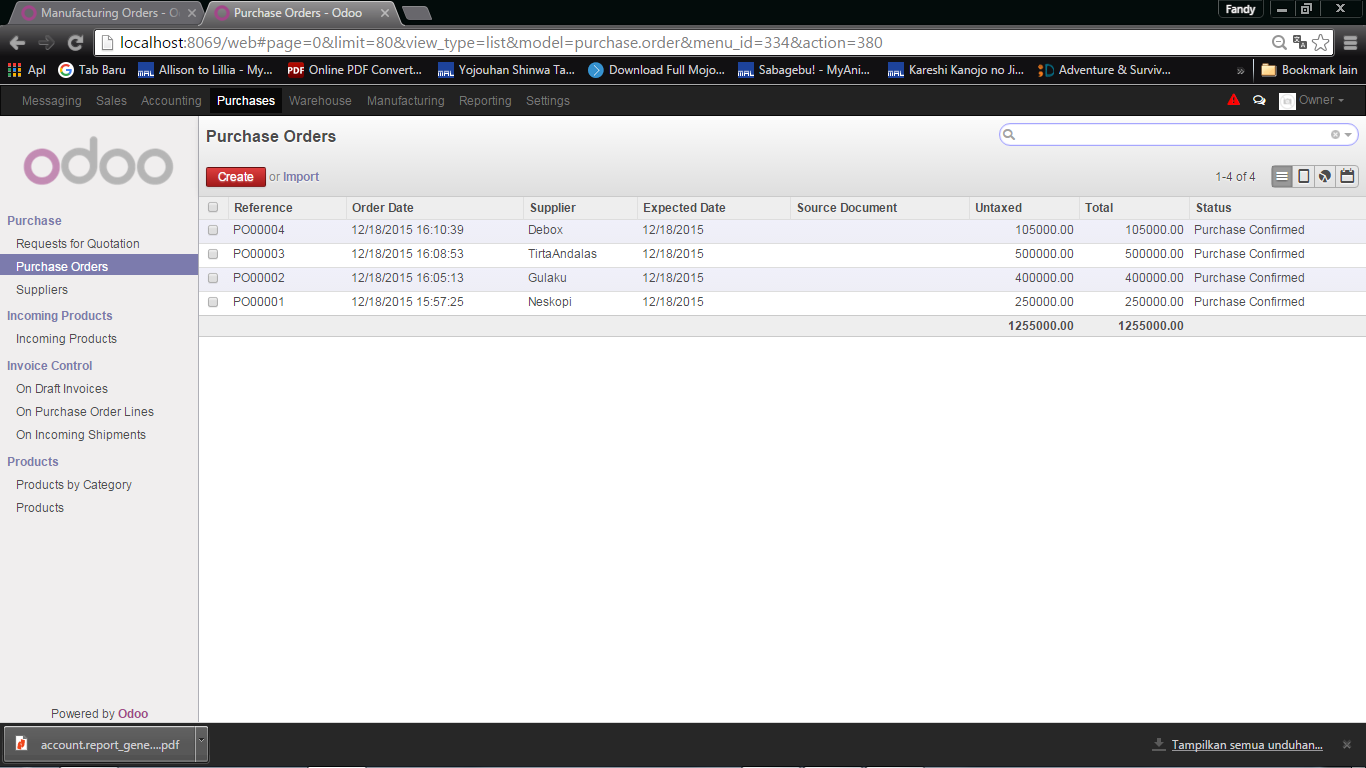 Manufacturing Orders - O
Purchase Orders - Odoo
Fandy
localhost:8069/web#page=0&limit=80&view_type=list&model=purchase.order&menu_id=334&action=380
Apl Tab Baru Allison to Lillia - My... Online PDF Convert... Yojouhan Shinwa Ta... Download Full Mojo... Sabagebu! - MyAni... Kareshi Kanojo no Ji... Adventure & Surviv... » Bookmark lain
Messaging Sales Accounting Purchases Warehouse Manufacturing Reporting Settings Owner
odoo
Purchase
Requests for Quotation
Purchase Orders
Suppliers
Incoming Products
Incoming Products
Invoice Control
On Draft Invoices
On Purchase Order Lines
On Incoming Shipments
Products
Products by Category
Products
Powered by Odoo
Purchase Orders
Create or Import 1-4 of 4
Reference Order Date Supplier Expected Date Source Document Untaxed Total Status
PO00004 12/18/2015 16:10:39 Debox 12/18/2015 105000.00 105000.00 Purchase Confirmed
PO00003 12/18/2015 16:08:53 TirtaAndalas 12/18/2015 500000.00 500000.00 Purchase Confirmed
PO00002 12/18/2015 16:05:13 Gulaku 12/18/2015 400000.00 400000.00 Purchase Confirmed
PO00001 12/18/2015 15:57:25 Neskopi 12/18/2015 250000.00 250000.00 Purchase Confirmed
1255000.00 1255000.00
account.report_gene....pdf
Tampilkan semua unduhan...